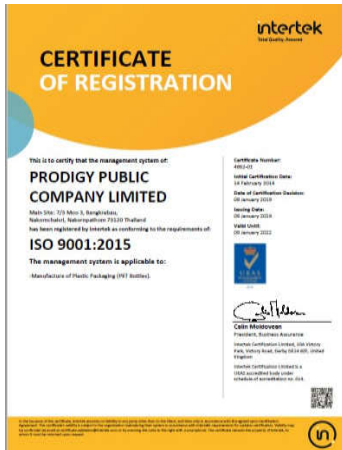 intertek
Total Quality. Assured.
CERTIFICATE
OF REGISTRATION
This is to certify that the management system of:
PRODIGY PUBLIC
COMPANY LIMITED
Main Site: 7/3 Moo 3, Bangkrabau,
Nakornchaisri, Nakornpathom 73120 Thailand
has been registered by Intertek as conforming to the requirements of:
ISO 9001:2015
The management system is applicable to:
-Manufacture of Plastic Packaging (PET Bottles).
Certificate Number:
Initial Certification Date:
14 February 2014
Date of Certification Decision:
09 January 2019
Issuing Date:
09 January 2019
Valid Until:
09 January 2022
UKAS
Calin Moldovean
President, Business Assurance
Intertek Certification Limited, 10A Victory
Park, Victory Road, Derby DE24 8ZF, United
Kingdom
Intertek Certification Limited is a
UKAS accredited body under
schedule of accreditation no. 014.
in